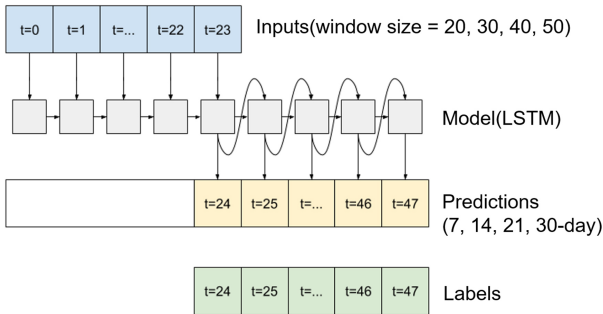 t=0 t=1 t=... t=22 t=23 Inputs(window size = 20, 30, 40, 50)
Model(LSTM)
t=24 t=25 t=... t=46 t=47 Predictions
(7, 14, 21, 30-day)
t=24 t=25 t=... t=46 t=47 Labels